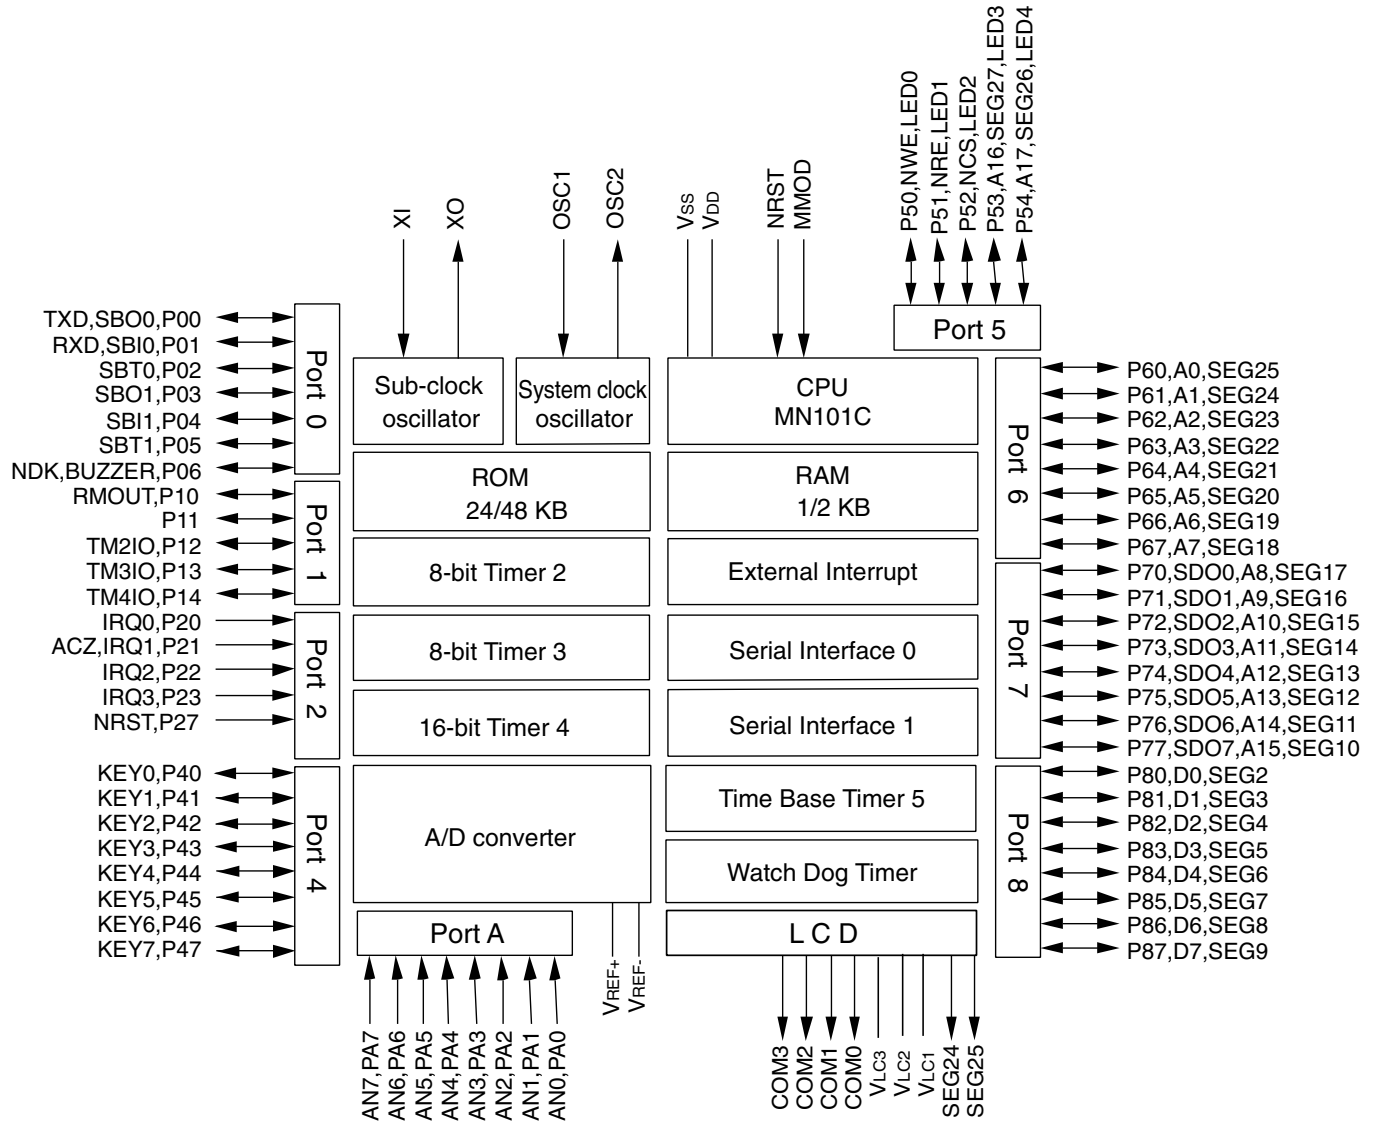 P50,NWE,LED0
P51,NRE,LED1
P52,NCS,LED2
P53,A16,SEG27,LED3
P54,A17,SEG26,LED4
XI
XO
OSC1
OSC2
VSS
VDD
NRST
MMOD
Port 5
TXD,SBO0,P00
RXD,SBI0,P01
SBT0,P02
SBO1,P03
SBI1,P04
SBT1,P05
NDK,BUZZER,P06
Port 0
RMOUT,P10
P11
TM2IO,P12
TM3IO,P13
TM4IO,P14
Port 1
IRQ0,P20
ACZ,IRQ1,P21
IRQ2,P22
IRQ3,P23
NRST,P27
Port 2
KEY0,P40
KEY1,P41
KEY2,P42
KEY3,P43
KEY4,P44
KEY5,P45
KEY6,P46
KEY7,P47
Port 4
Sub-clock
oscillator
System clock
oscillator
CPU
MN101C
ROM
24/48 KB
RAM
1/2 KB
8-bit Timer 2
External Interrupt
8-bit Timer 3
Serial Interface 0
16-bit Timer 4
Serial Interface 1
A/D converter
Time Base Timer 5
Watch Dog Timer
Port A
L C D
Port 6
P60,A0,SEG25
P61,A1,SEG24
P62,A2,SEG23
P63,A3,SEG22
P64,A4,SEG21
P65,A5,SEG20
P66,A6,SEG19
P67,A7,SEG18
Port 7
P70,SDO0,A8,SEG17
P71,SDO1,A9,SEG16
P72,SDO2,A10,SEG15
P73,SDO3,A11,SEG14
P74,SDO4,A12,SEG13
P75,SDO5,A13,SEG12
P76,SDO6,A14,SEG11
P77,SDO7,A15,SEG10
Port 8
P80,D0,SEG2
P81,D1,SEG3
P82,D2,SEG4
P83,D3,SEG5
P84,D4,SEG6
P85,D5,SEG7
P86,D6,SEG8
P87,D7,SEG9
AN7,PA7
AN6,PA6
AN5,PA5
AN4,PA4
AN3,PA3
AN2,PA2
AN1,PA1
AN0,PA0
VREF+
VREF-
COM3
COM2
COM1
COM0
VLC3
VLC2
VLC1
SEG24
SEG25